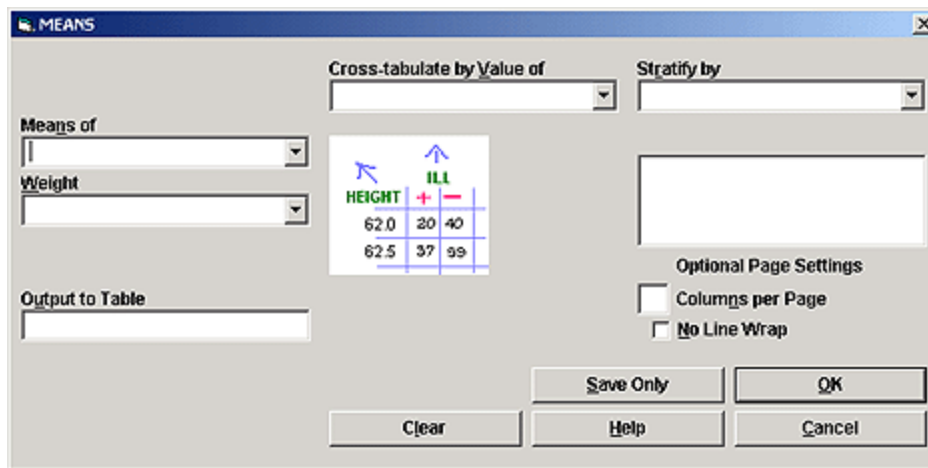 MEANS
Cross-tabulate by Value of
Stratify by
Means of
Weight
ILL
HEIGHT + −
62.0 20 40
62.5 37 99
Optional Page Settings
Output to Table
Columns per Page
No Line Wrap
Save Only
OK
Clear
Help
Cancel